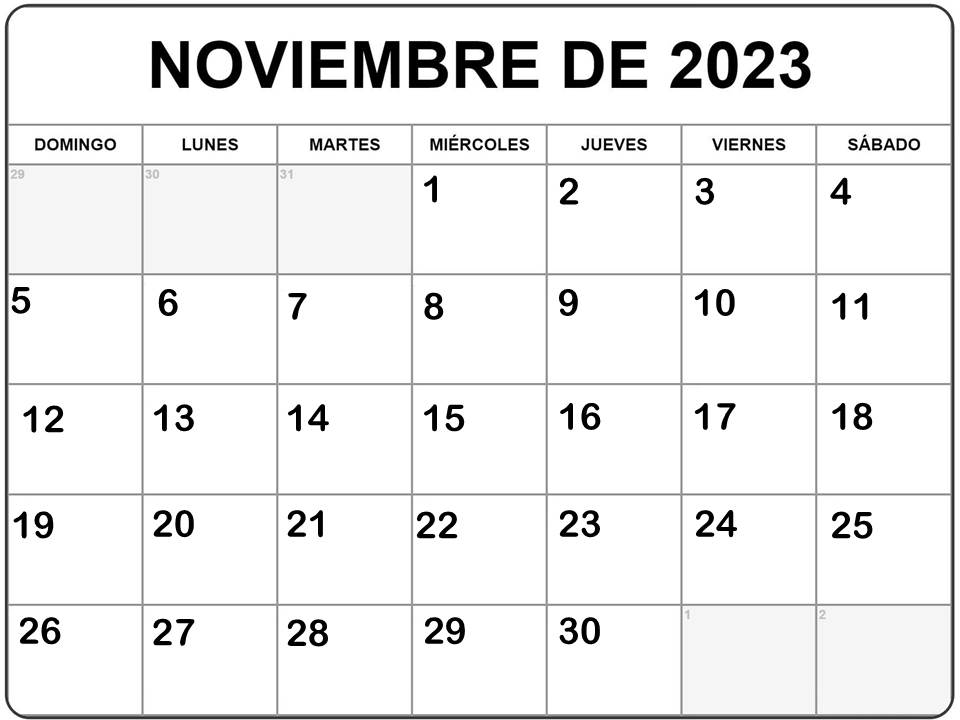 NOVIEMBRE DE 2023
DOMINGO LUNES MARTES MIÉRCOLES JUEVES VIERNES SÁBADO
29 30 31 1 2 3 4
5 6 7 8 9 10 11
12 13 14 15 16 17 18
19 20 21 22 23 24 25
26 27 28 29 30 1 2